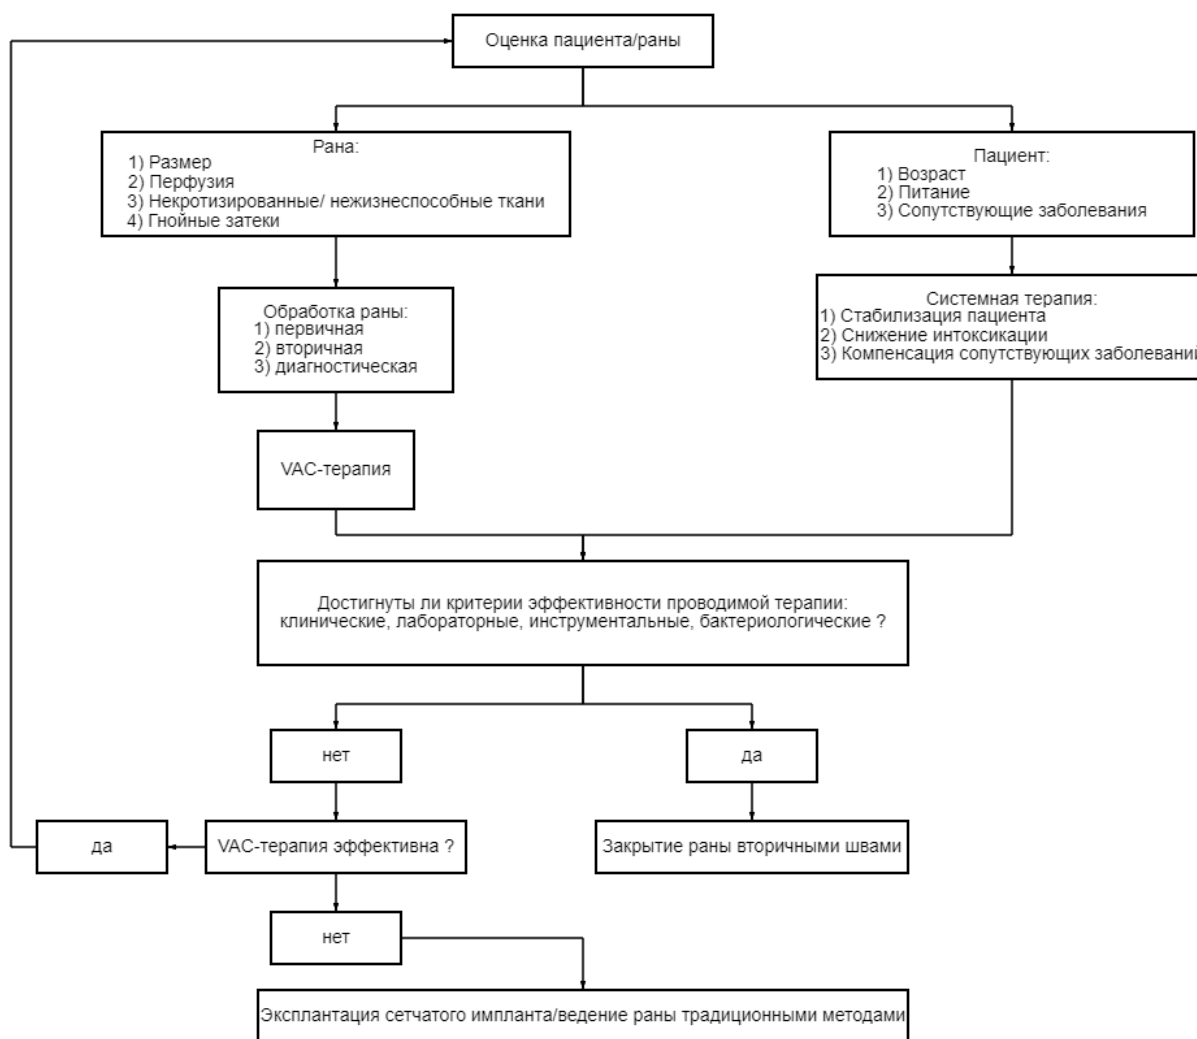 Оценка пациента/раны
Рана:
1) Размер
2) Перфузия
3) Некротизированные/ нежизнеспособные ткани
4) Гнойные затеки
Пациент:
1) Возраст
2) Питание
3) Сопутствующие заболевания
Обработка раны:
1) первичная
2) вторичная
3) диагностическая
Системная терапия:
1) Стабилизация пациента
2) Снижение интоксикации
3) Компенсация сопутствующих заболеваний
VAC-терапия
Достигнуты ли критерии эффективности проводимой терапии:
клинические, лабораторные, инструментальные, бактериологические ?
нет
да
да
VAC-терапия эффективна ?
Закрытие раны вторичными швами
нет
Эксплантация сетчатого импланта/ведение раны традиционными методами